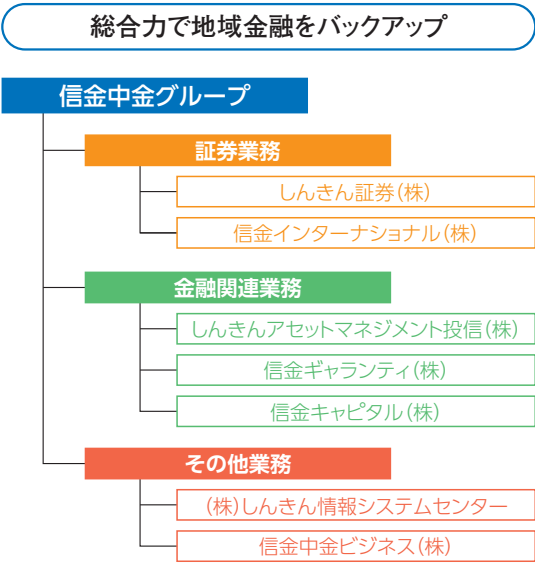 総合力で地域金融をバックアップ
信金中金グループ
証券業務
しんきん証券(株)
信金インターナショナル(株)
金融関連業務
しんきんアセットマネジメント投信(株)
信金ギャランティ(株)
信金キャピタル(株)
その他業務
(株)しんきん情報システムセンター
信金中金ビジネス(株)